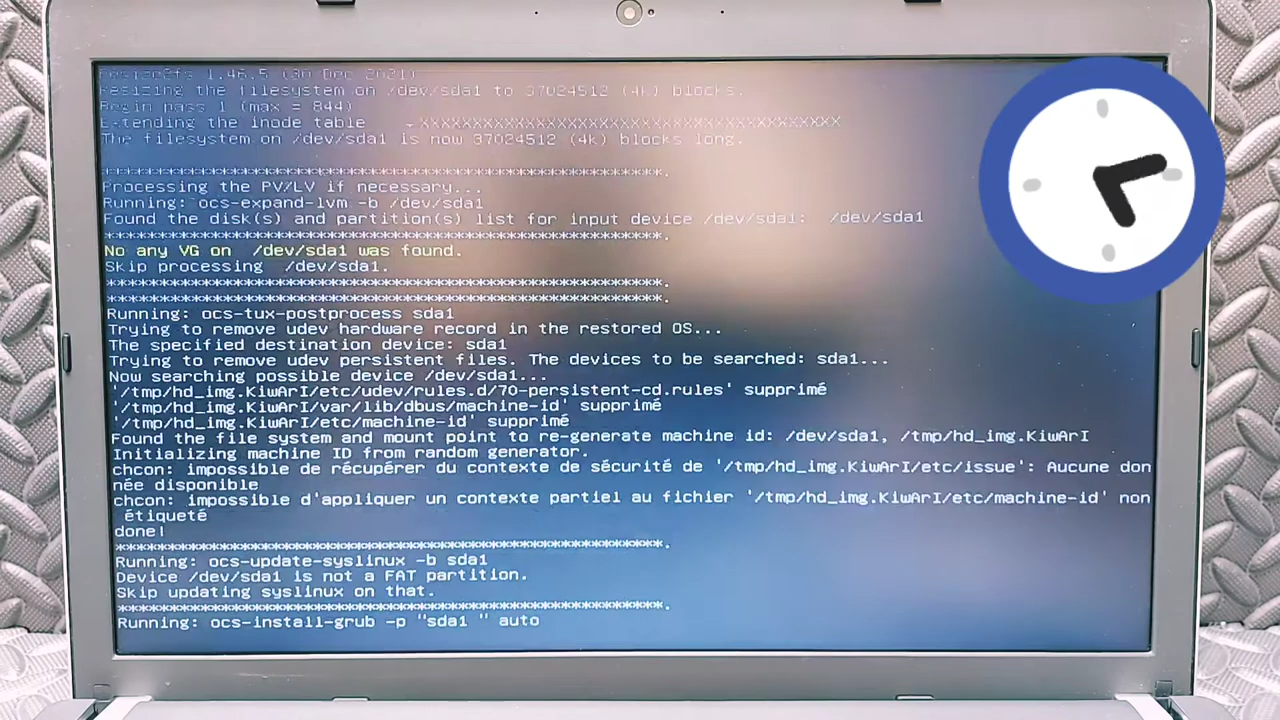 resize2fs 1.46.5 (30 Dec 2021)
Resizing the filesystem on /dev/sda1 to 37024512 (4k) blocks.
Begin pass 1 (max = 844)
Extending the inode table     -XXXXXXXXXXXXXXXXXXXXXXXXXXXXXXXXXXXXXXXX
The filesystem on /dev/sda1 is now 37024512 (4k) blocks long.
*****************************************************.
Processing the PV/LV if necessary...
Running: ocs-expand-lvm -b /dev/sda1
Found the disk(s) and partition(s) list for input device /dev/sda1:  /dev/sda1
*****************************************************.
No any VG on  /dev/sda1 was found.
Skip processing  /dev/sda1.
*****************************************************.
*****************************************************.
Running: ocs-tux-postprocess sda1
Trying to remove udev hardware record in the restored OS...
The specified destination device: sda1
Trying to remove udev persistent files. The devices to be searched: sda1...
Now searching possible device /dev/sda1...
'/tmp/hd_img.KiwArI/etc/udev/rules.d/70-persistent-cd.rules' supprimé
'/tmp/hd_img.KiwArI/var/lib/dbus/machine-id' supprimé
'/tmp/hd_img.KiwArI/etc/machine-id' supprimé
Found the file system and mount point to re-generate machine id: /dev/sda1, /tmp/hd_img.KiwArI
Initializing machine ID from random generator.
chcon: impossible de récupérer du contexte de sécurité de '/tmp/hd_img.KiwArI/etc/issue': Aucune don
née disponible
chcon: impossible d'appliquer un contexte partiel au fichier '/tmp/hd_img.KiwArI/etc/machine-id' non
 étiqueté
done!
*****************************************************.
Running: ocs-update-syslinux -b sda1
Device /dev/sda1 is not a FAT partition.
Skip updating syslinux on that.
*****************************************************.
Running: ocs-install-grub -p "sda1 " auto